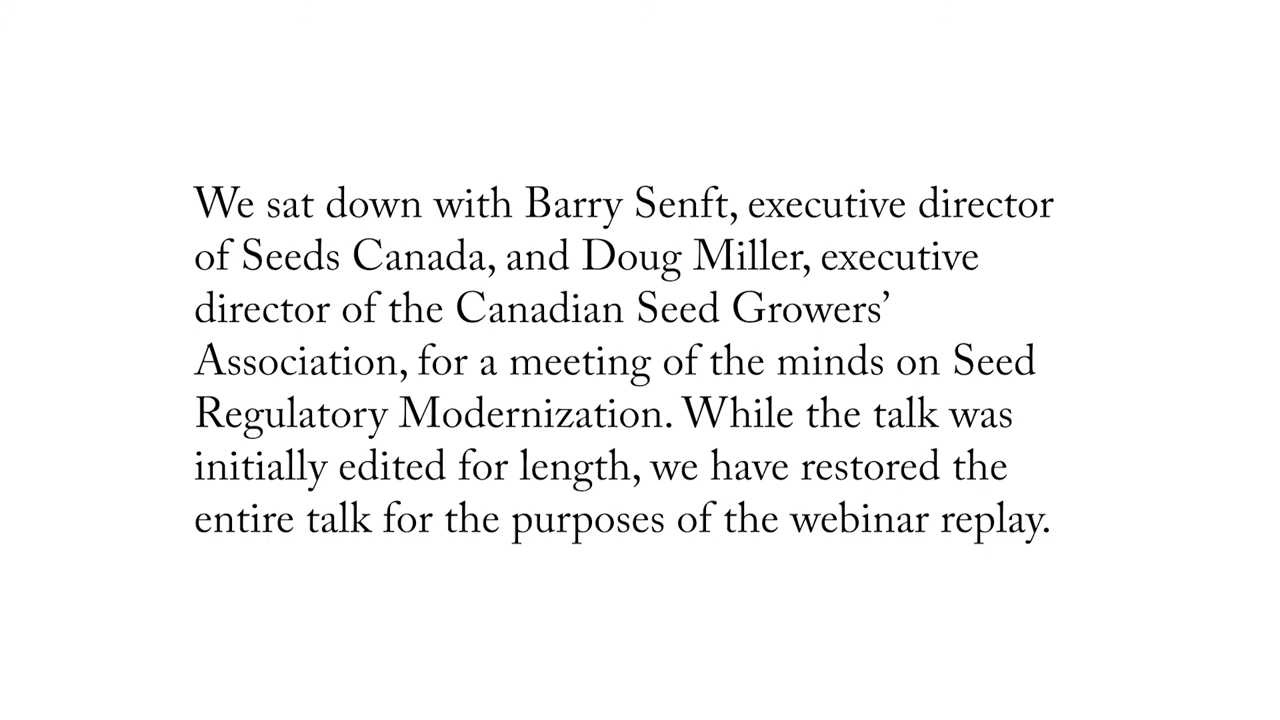 We sat down with Barry Senft, executive director
of Seeds Canada, and Doug Miller, executive
director of the Canadian Seed Growers’
Association, for a meeting of the minds on Seed
Regulatory Modernization. While the talk was
initially edited for length, we have restored the
entire talk for the purposes of the webinar replay.